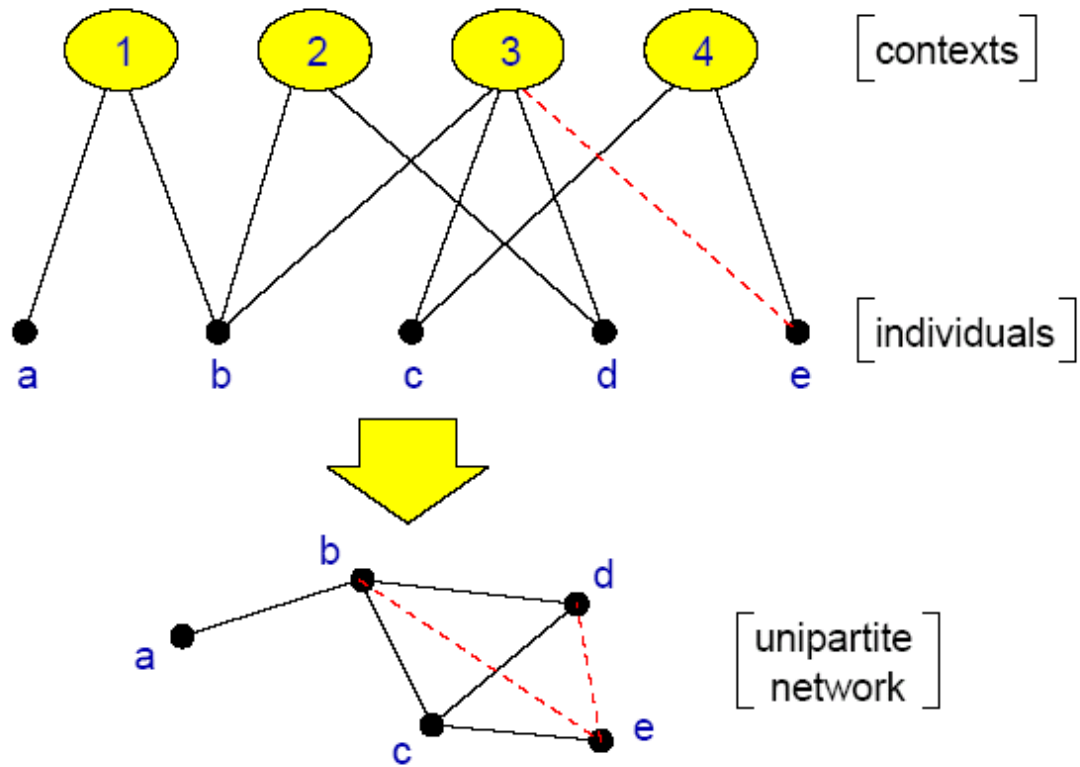 1 2 3 4 [contexts]
[individuals]
a b c d e
b
d
a
[unipartite
network]
c
e